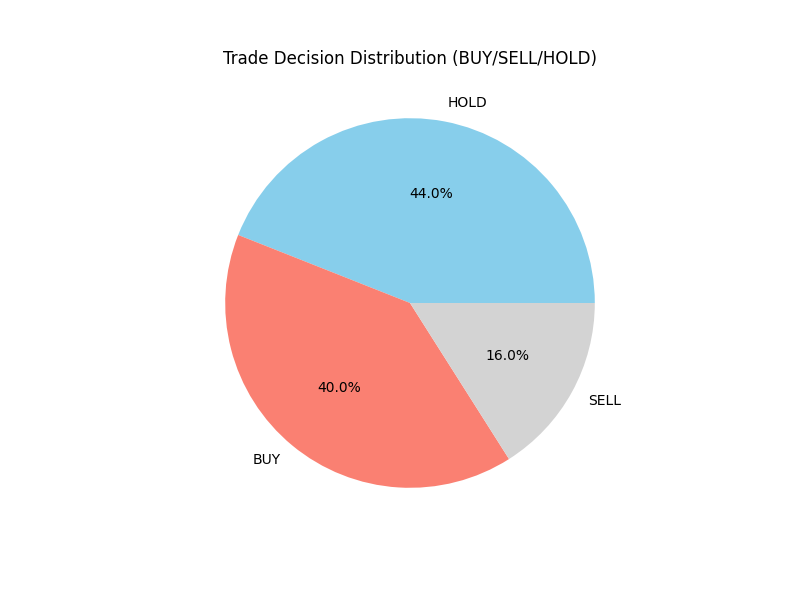 Trade Decision Distribution (BUY/SELL/HOLD)
HOLD
44.0%
16.0%
40.0%
SELL
BUY